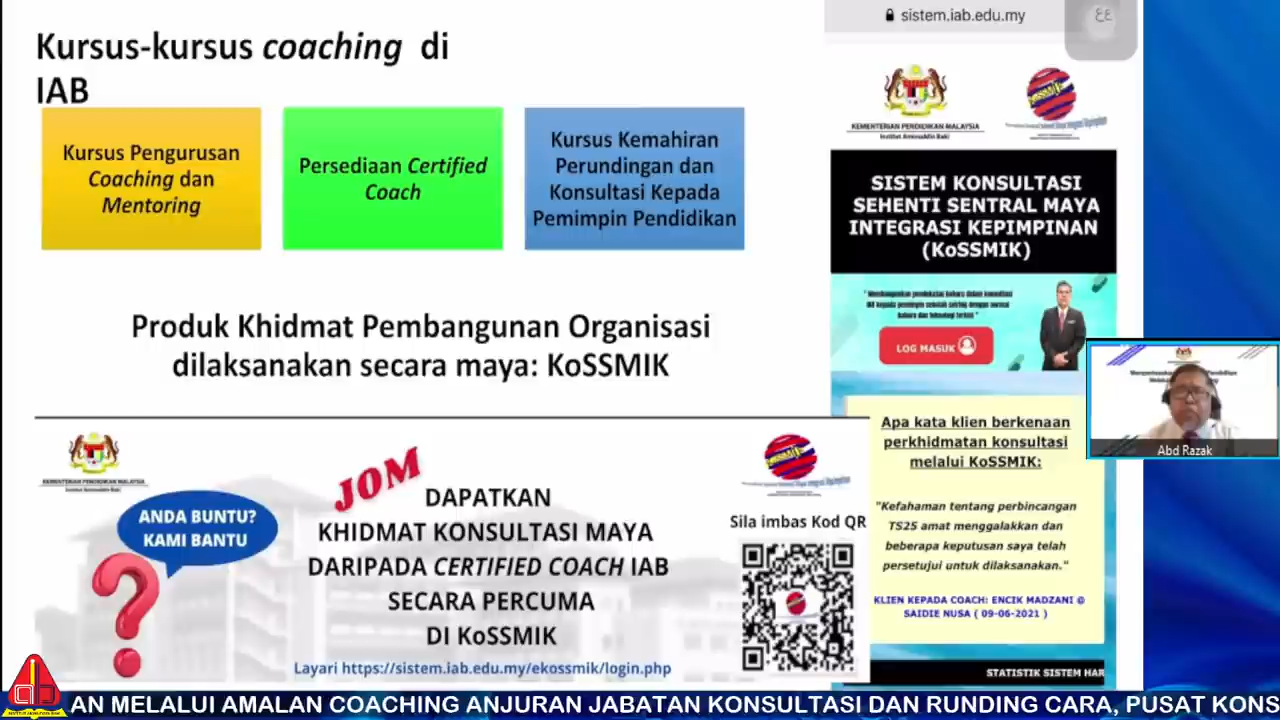 Kursus-kursus coaching di
IAB
Kursus Pengurusan
Coaching dan
Mentoring
Persediaan Certified
Coach
Kursus Kemahiran
Perundingan dan
Konsultasi Kepada
Pemimpin Pendidikan
Produk Khidmat Pembangunan Organisasi
dilaksanakan secara maya: KoSSMIK
KEMENTERIAN PENDIDIKAN MALAYSIA
Institut Aminuddin Baki
ANDA BUNTU?
KAMI BANTU
JOM
DAPATKAN
KHIDMAT KONSULTASI MAYA
DARIPADA CERTIFIED COACH IAB
SECARA PERCUMA
DI KoSSMIK
Layari https://sistem.iab.edu.my/ekossmik/login.php
Sila imbas Kod QR
sistem.iab.edu.my
KEMENTERIAN PENDIDIKAN MALAYSIA
Institut Aminuddin Baki
SISTEM KONSULTASI
SEHENTI SENTRAL MAYA
INTEGRASI KEPIMPINAN
(KoSSMIK)
LOG MASUK
Apa kata klien berkenaan
perkhidmatan konsultasi
melalui KoSSMIK:
"Kefahaman tentang perbincangan
TS25 amat menggalakkan dan
beberapa keputusan saya telah
persetujui untuk dilaksanakan."
KLIEN KEPADA COACH: ENCIK MADZANI @
SAIDIE NUSA ( 09-06-2021 )
STATISTIK SISTEM HAR
Abd Razak
AN MELALUI AMALAN COACHING ANJURAN JABATAN KONSULTASI DAN RUNDING CARA, PUSAT KONS